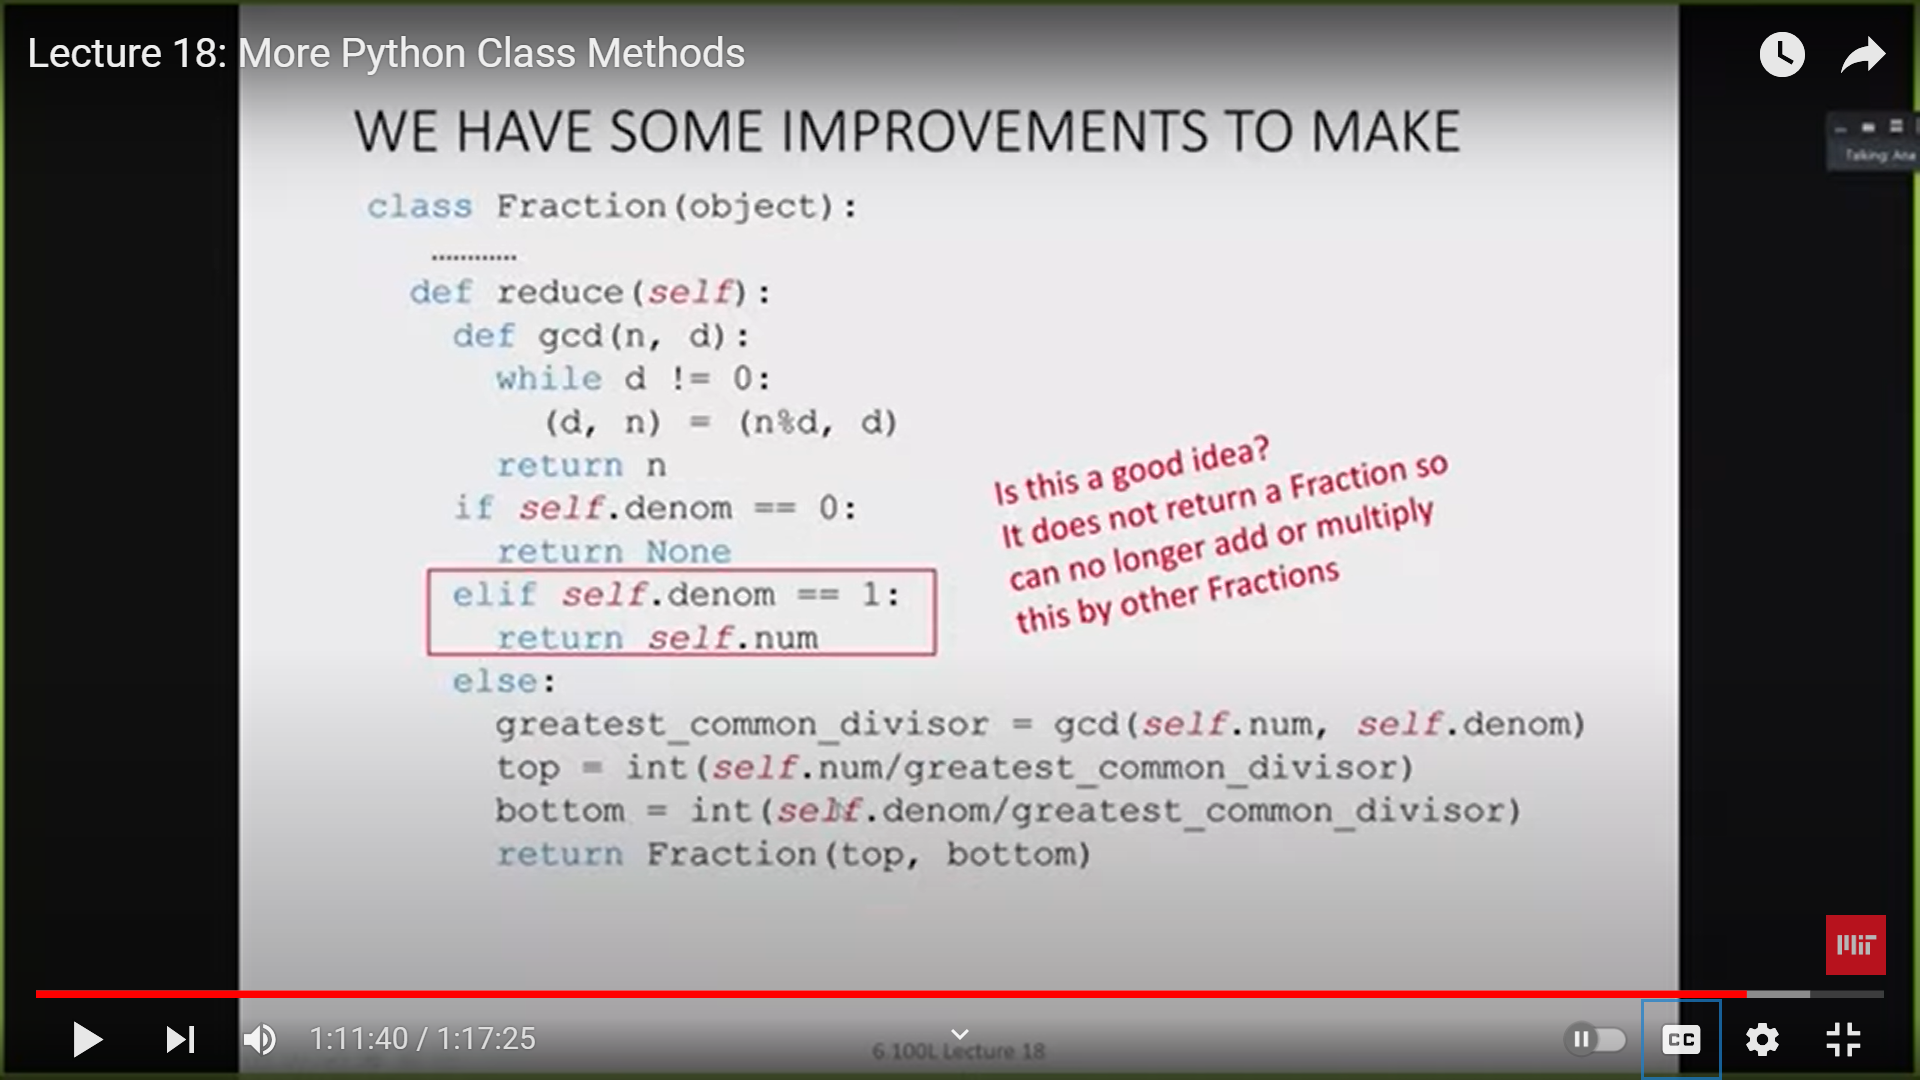 Lecture 18: More Python Class Methods
WE HAVE SOME IMPROVEMENTS TO MAKE
Talking: Ana
class Fraction(object):
............
def reduce(self):
def gcd(n, d):
while d != 0:
(d, n) = (n%d, d)
return n
if self.denom == 0:
return None
elif self.denom == 1:
return self.num
else:
greatest_common_divisor = gcd(self.num, self.denom)
top = int(self.num/greatest_common_divisor)
bottom = int(self.denom/greatest_common_divisor)
return Fraction(top, bottom)
Is this a good idea?
It does not return a Fraction so
can no longer add or multiply
this by other Fractions
MIT
1:11:40 / 1:17:25
6.100L Lecture 18
CC